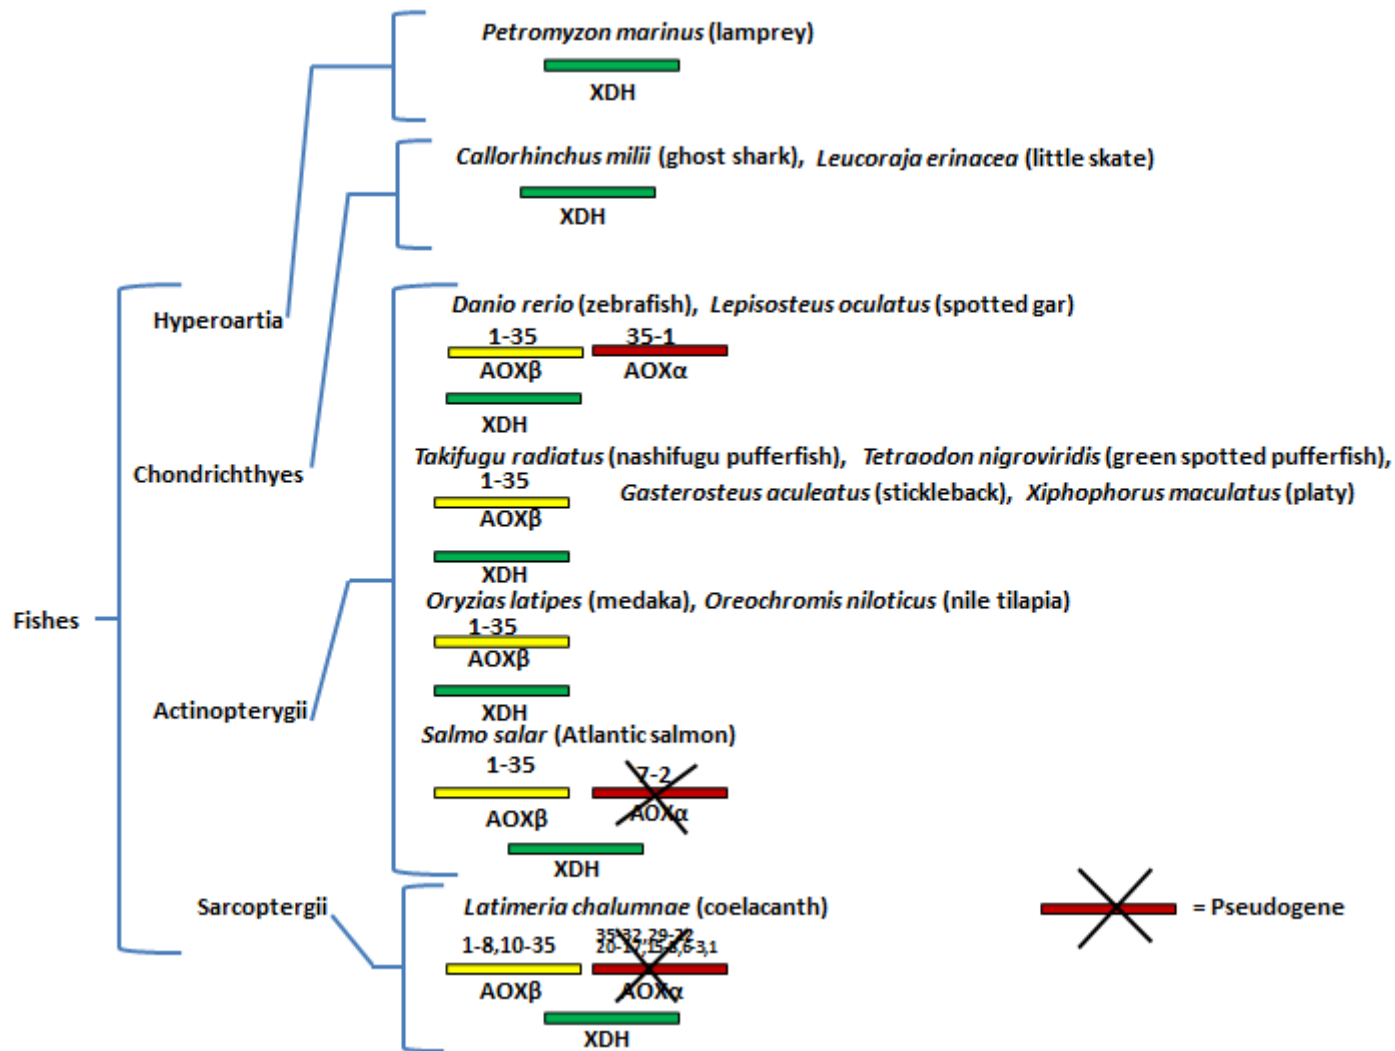 Petromyzon marinus (lamprey)
XDH
Callorhinchus milii (ghost shark), Leucoraja erinacea (little skate)
XDH
Hyperoartia
Danio rerio (zebrafish), Lepisosteus oculatus (spotted gar)
1-35 35-1
AOXβ AOXα
XDH
Chondrichthyes
Takifugu radiatus (nashifugu pufferfish), Tetraodon nigroviridis (green spotted pufferfish),
Gasterosteus aculeatus (stickleback), Xiphophorus maculatus (platy)
1-35
AOXβ
XDH
Fishes
Oryzias latipes (medaka), Oreochromis niloticus (nile tilapia)
1-35
AOXβ
XDH
Actinopterygii
Salmo salar (Atlantic salmon)
1-35 7-2
AOXβ AOXα
XDH
Sarcoptergii
Latimeria chalumnae (coelacanth)
1-8,10-35
AOXβ AOXα
XDH
= Pseudogene